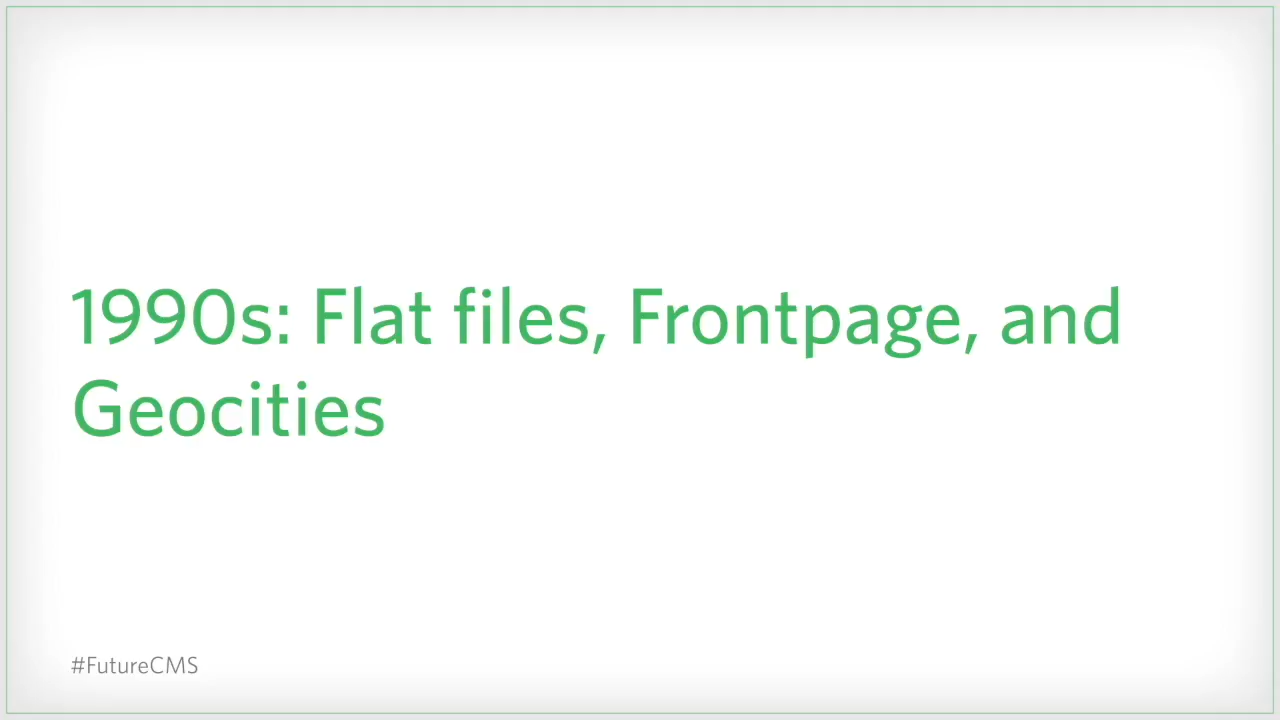 1990s: Flat files, Frontpage, and
Geocities
#FutureCMS